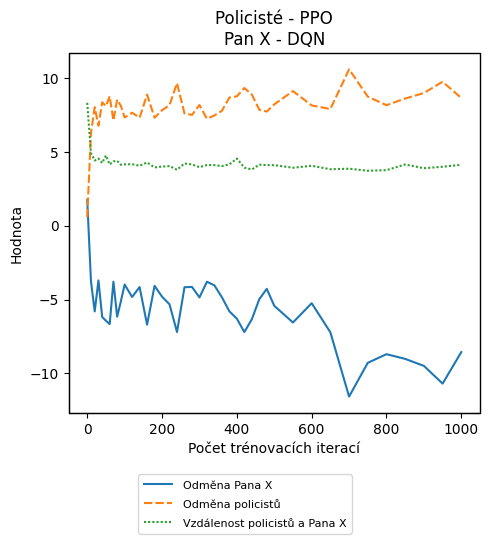 Policisté - PPO
Pan X - DQN
Hodnota
10
5
0
−5
−10
0
200
400
600
800
1000
Počet trénovacích iterací
Odměna Pana X
Odměna policistů
Vzdálenost policistů a Pana X